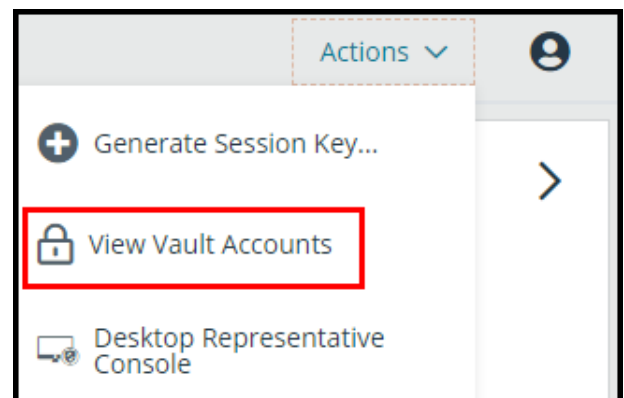 Actions
Generate Session Key...
View Vault Accounts
Desktop Representative
Console